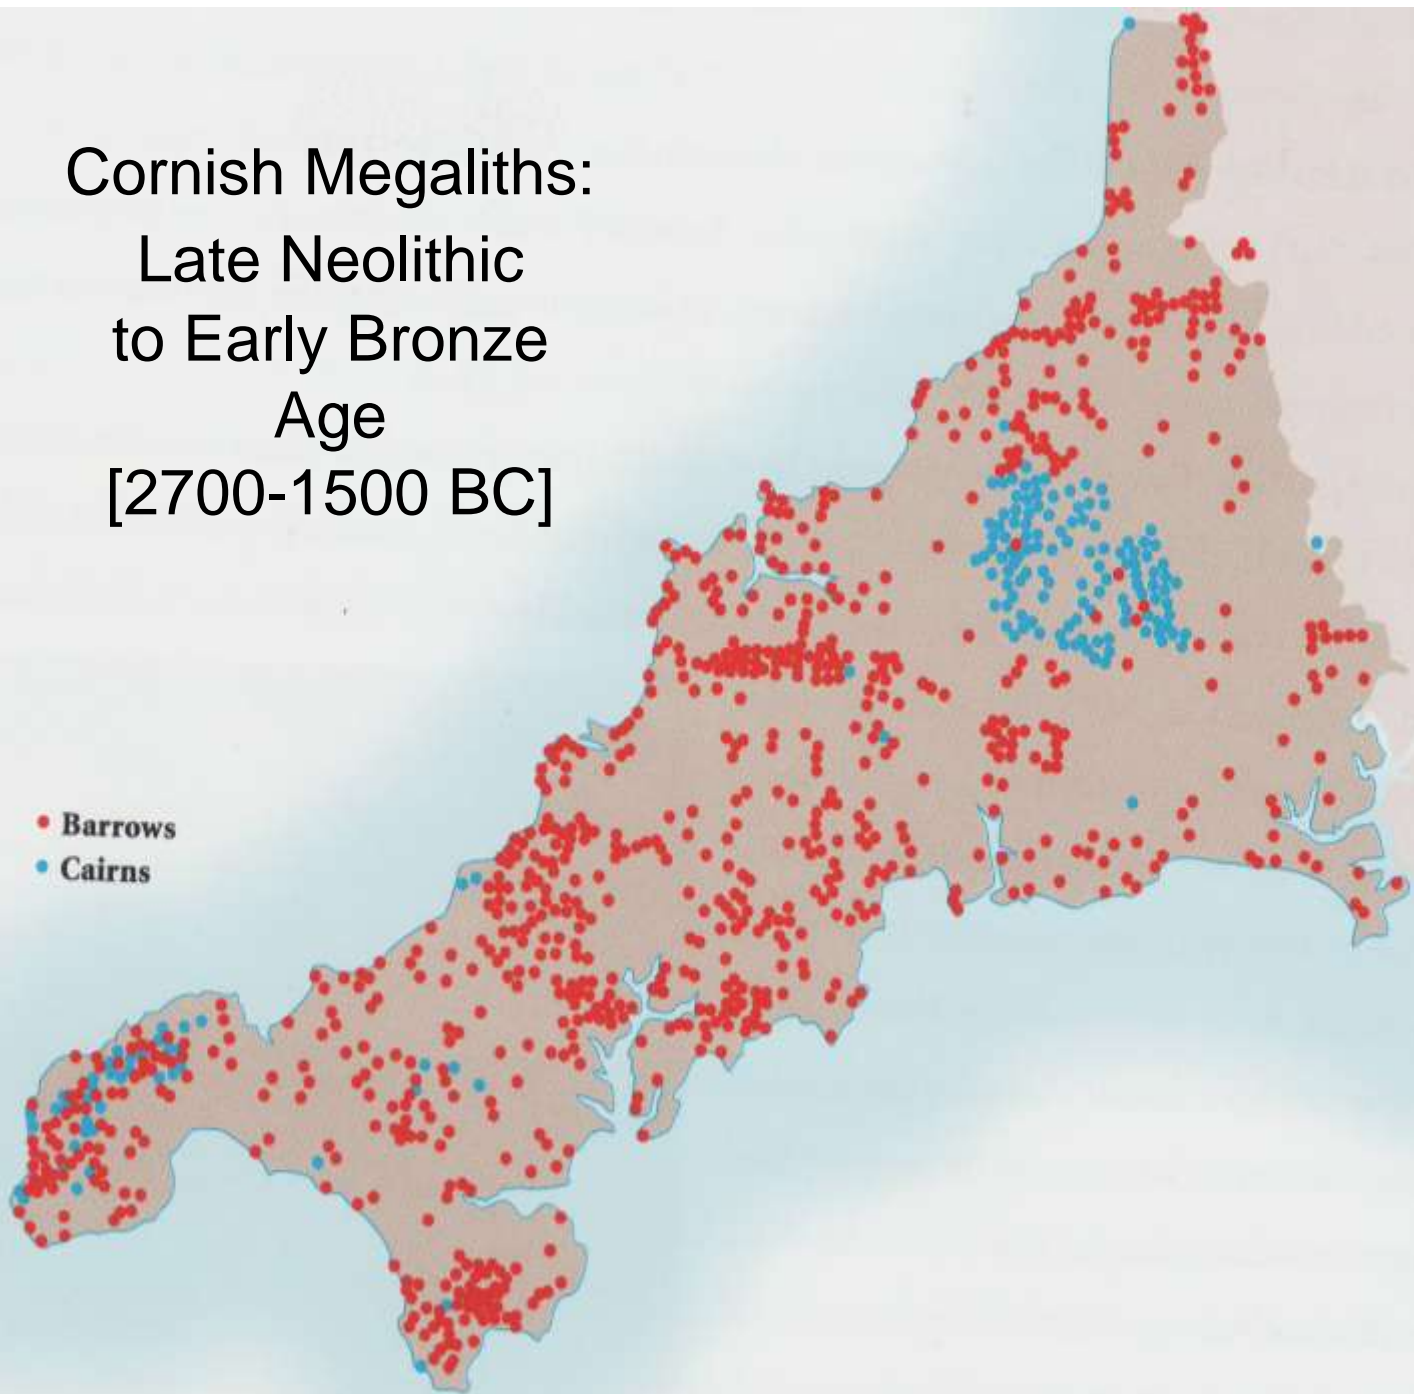 Cornish Megaliths:
Late Neolithic
to Early Bronze
Age
[2700-1500 BC]
Barrows
Cairns